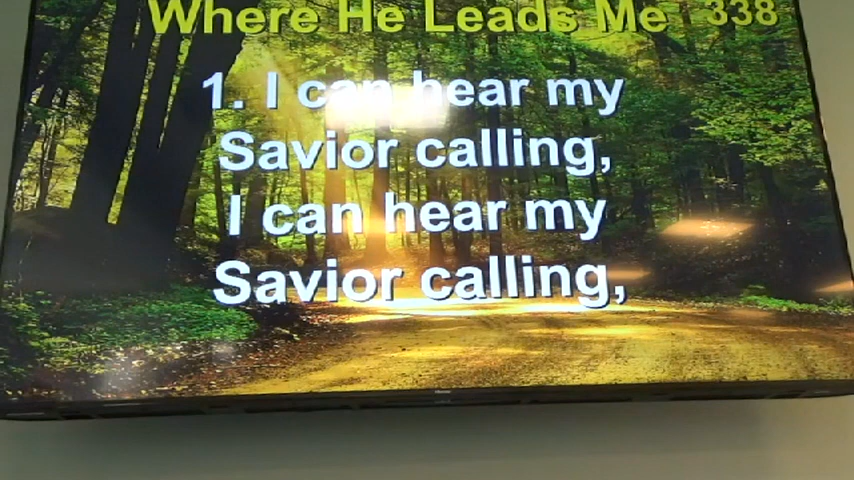 Where He Leads Me 338
1. I can hear my
Savior calling,
I can hear my
Savior calling,